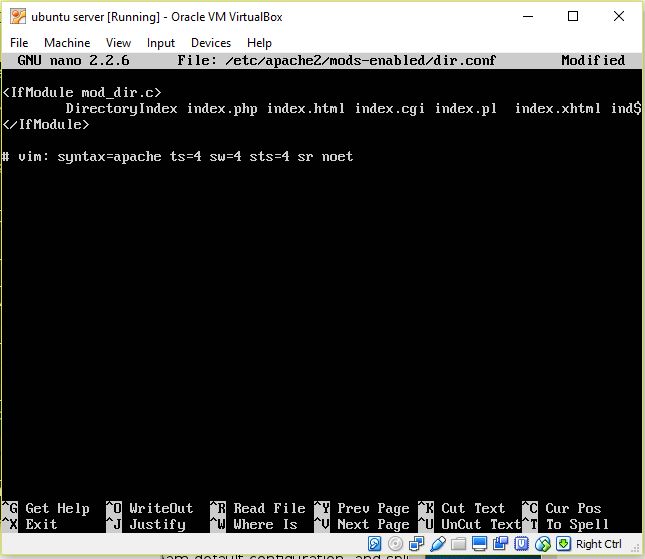 ubuntu server [Running] - Oracle VM VirtualBox
File Machine View Input Devices Help
GNU nano 2.2.6 File: /etc/apache2/mods-enabled/dir.conf Modified
<IfModule mod_dir.c>
DirectoryIndex index.php index.html index.cgi index.pl index.xhtml ind$
</IfModule>
# vim: syntax=apache ts=4 sw=4 sts=4 sr noet
^G Get Help ^O WriteOut ^R Read File ^Y Prev Page ^K Cut Text ^C Cur Pos
^X Exit ^J Justify ^W Where Is ^V Next Page ^U UnCut Text ^T To Spell
Right Ctrl